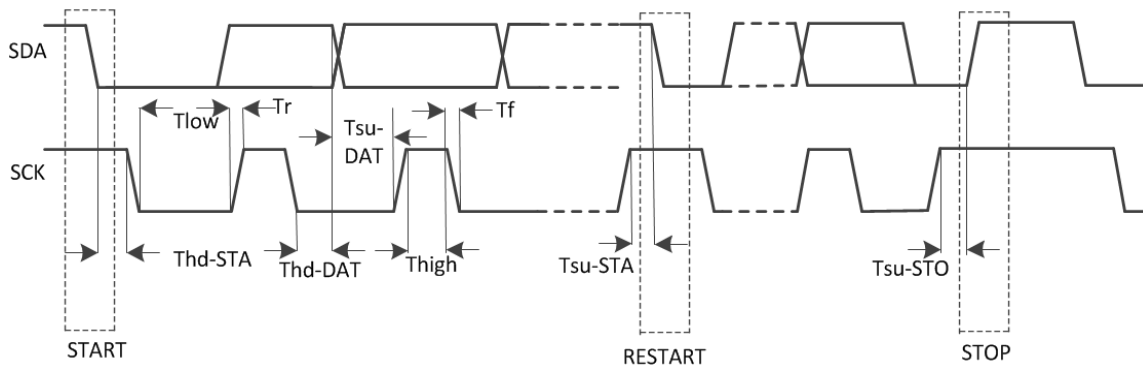 SDA
Tlow
Tr
Tsu-
DAT
Tf
SCK
Thd-STA
Thd-DAT
Thigh
Tsu-STA
Tsu-STO
START
RESTART
STOP